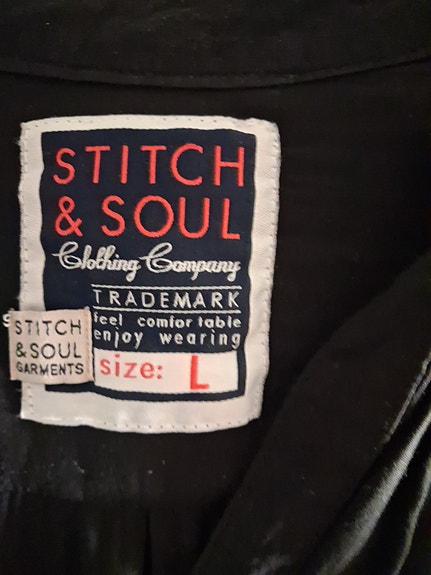 STITCH
& SOUL
Clothing Company
TRADEMARK
feel comfortable
enjoy wearing
size: L
STITCH
& SOUL
GARMENTS